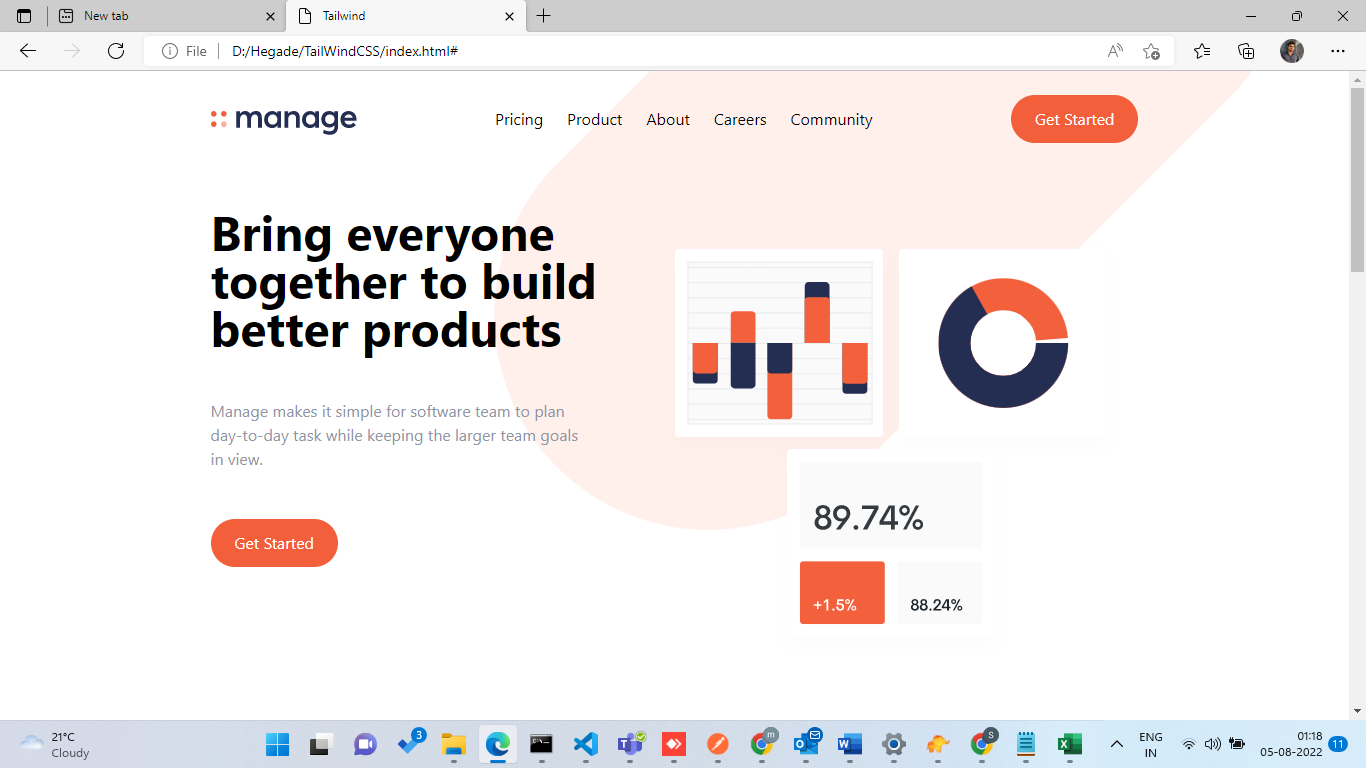 New tab
Tailwind
File
D:/Hegade/TailWindCSS/index.html#
manage
Pricing Product About Careers Community
Get Started
Bring everyone
together to build
better products
Manage makes it simple for software team to plan
day-to-day task while keeping the larger team goals
in view.
Get Started
89.74%
+1.5%
88.24%
21°C
Cloudy
3
m
S
ENG
IN
01:18
05-08-2022
11